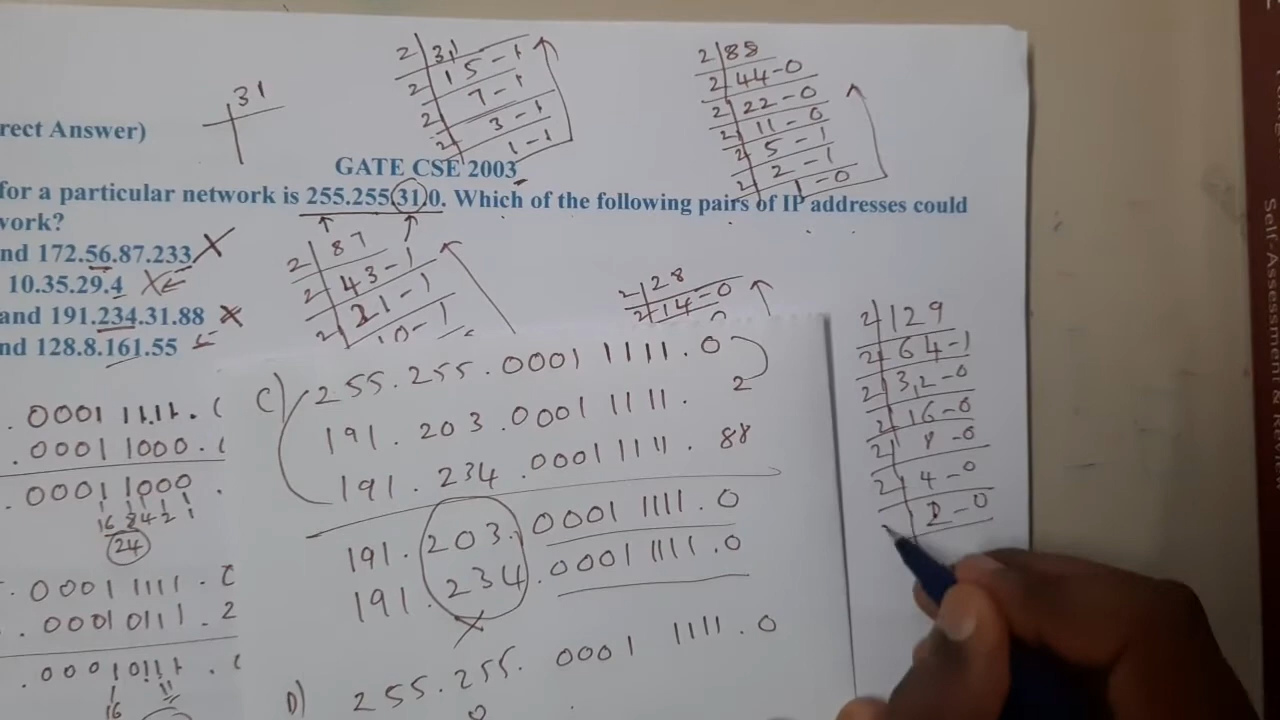 31
2 31
2 15-1
2 7-1
2 3-1
1-1
2 88
2 44-0
2 22-0
2 11-0
2 5-1
2 2-1
1-0
rect Answer)
GATE CSE 2003
for a particular network is 255.255.31.0. Which of the following pairs of IP addresses could
work?
nd 172.56.87.233 X
10.35.29.4 X
and 191.234.31.88 X
nd 128.8.161.55
2 87
2 43-1
2 21-1
10-1
2 28
2 14-0
2 129
2 64-1
2 32-0
2 16-0
2 8-0
2 4-0
2-0
. 0001 1111. (
. 0001 1000. (
. 0001 1000 .
16 8 4 2 1
24
. 0001 1111 .
. 0001 0111 . 2
. 0001 0111 .
16
C) 255.255.0001 1111.0
191.203.0001 1111. 2
191.234.0001 1111. 88
191.203.0001 1111.0
191.234.0001 1111.0
X
D) 255.255.0001 1111.0
Self-Assessment &